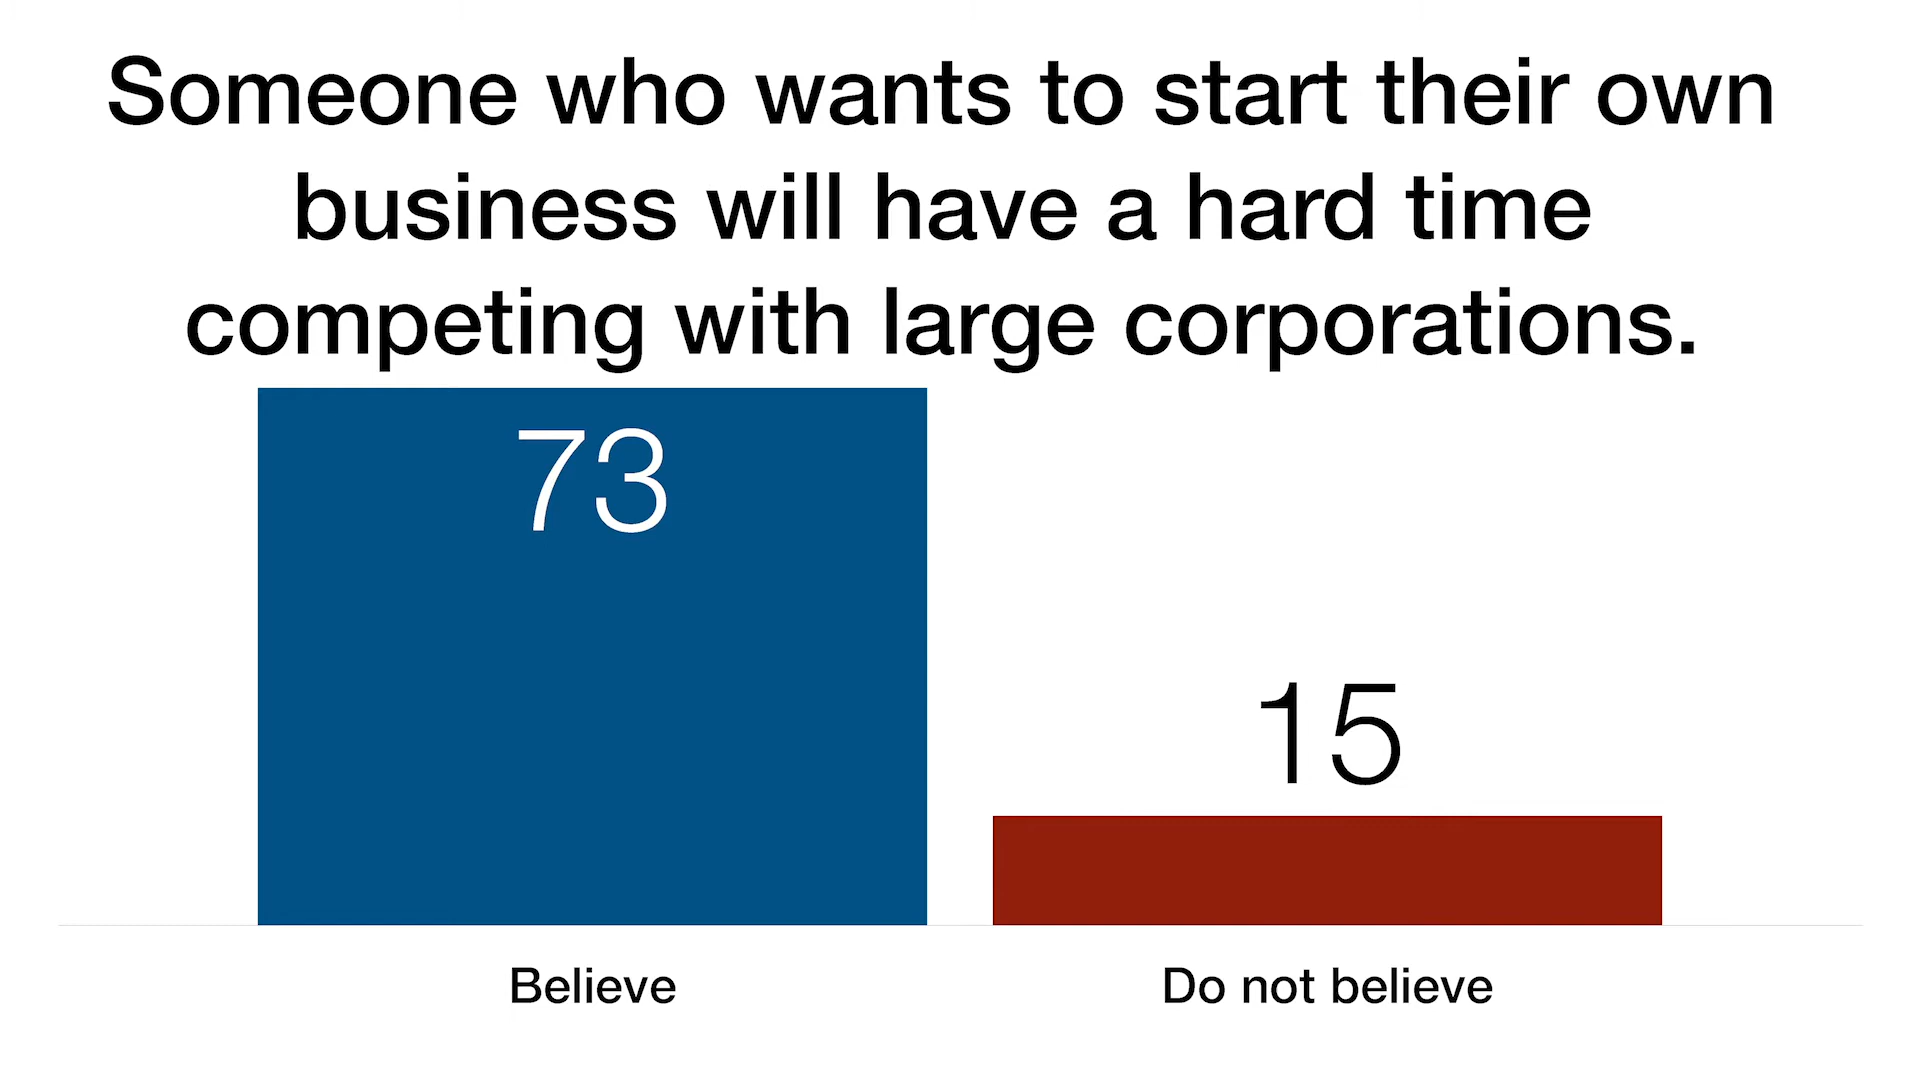 Someone who wants to start their own
business will have a hard time
competing with large corporations.
73
15
Believe
Do not believe